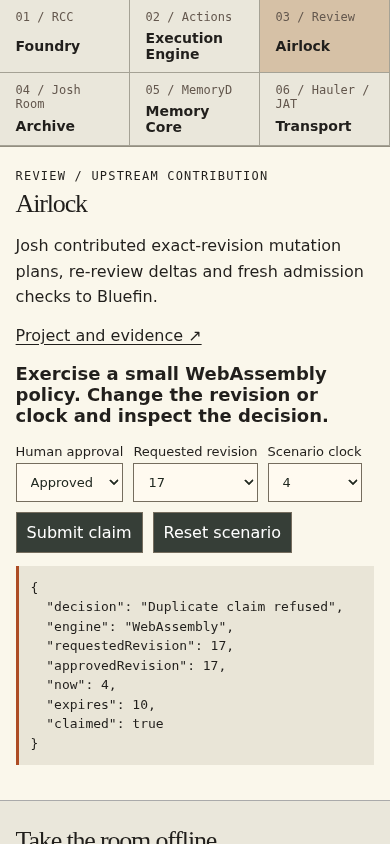 01 / RCC
Foundry
02 / Actions
Execution
Engine
03 / Review
Airlock
04 / Josh
Room
Archive
05 / MemoryD
Memory
Core
06 / Hauler /
JAT
Transport
REVIEW / UPSTREAM CONTRIBUTION
Airlock
Josh contributed exact-revision mutation
plans, re-review deltas and fresh admission
checks to Bluefin.
Project and evidence ↗
Exercise a small WebAssembly
policy. Change the revision or
clock and inspect the decision.
Human approval Requested revision Scenario clock
Approved 17 4
Submit claim Reset scenario
{
  "decision": "Duplicate claim refused",
  "engine": "WebAssembly",
  "requestedRevision": 17,
  "approvedRevision": 17,
  "now": 4,
  "expires": 10,
  "claimed": true
}
Take the room offline